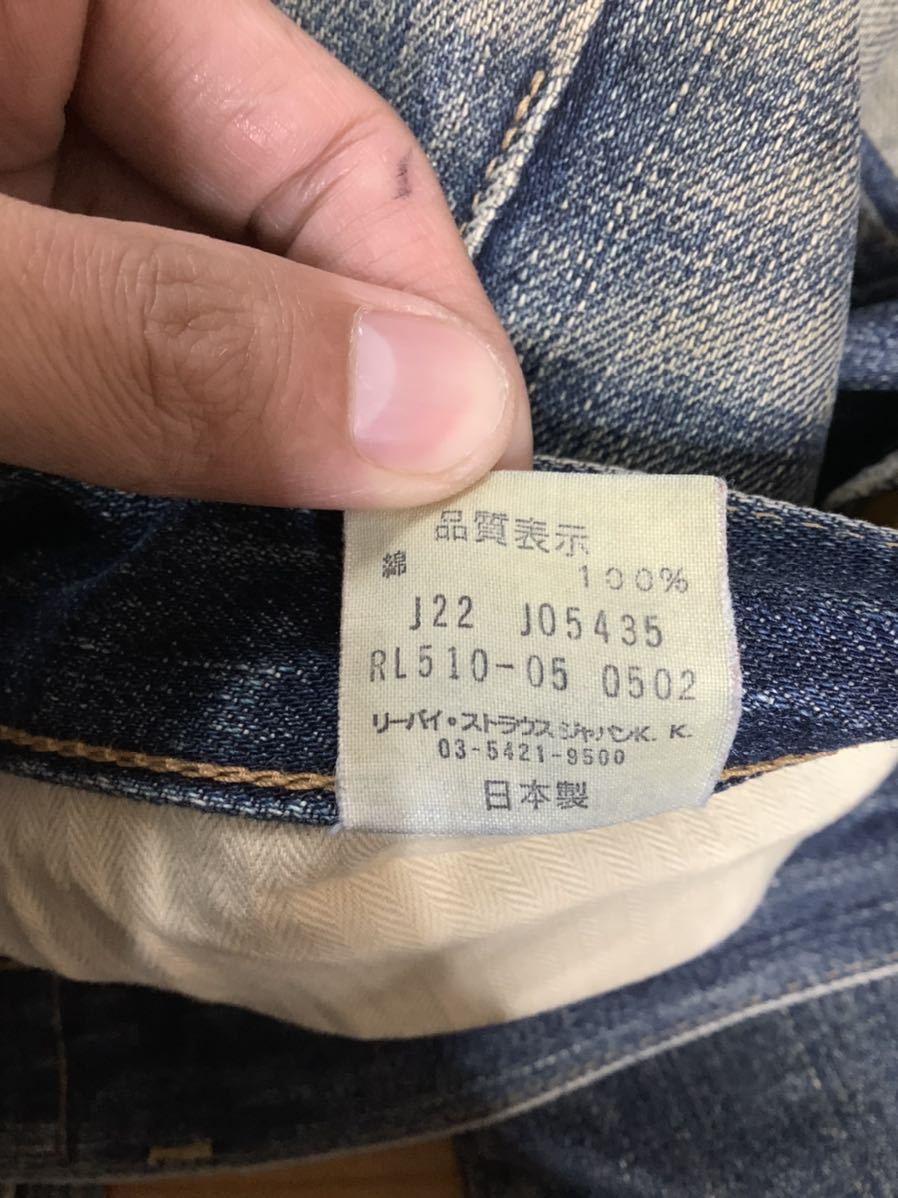 品質表示
綿 100%
J22 J05435
RL510-05 0502
リーバイ・ストラウスジャパンK. K.
03-5421-9500
日本製